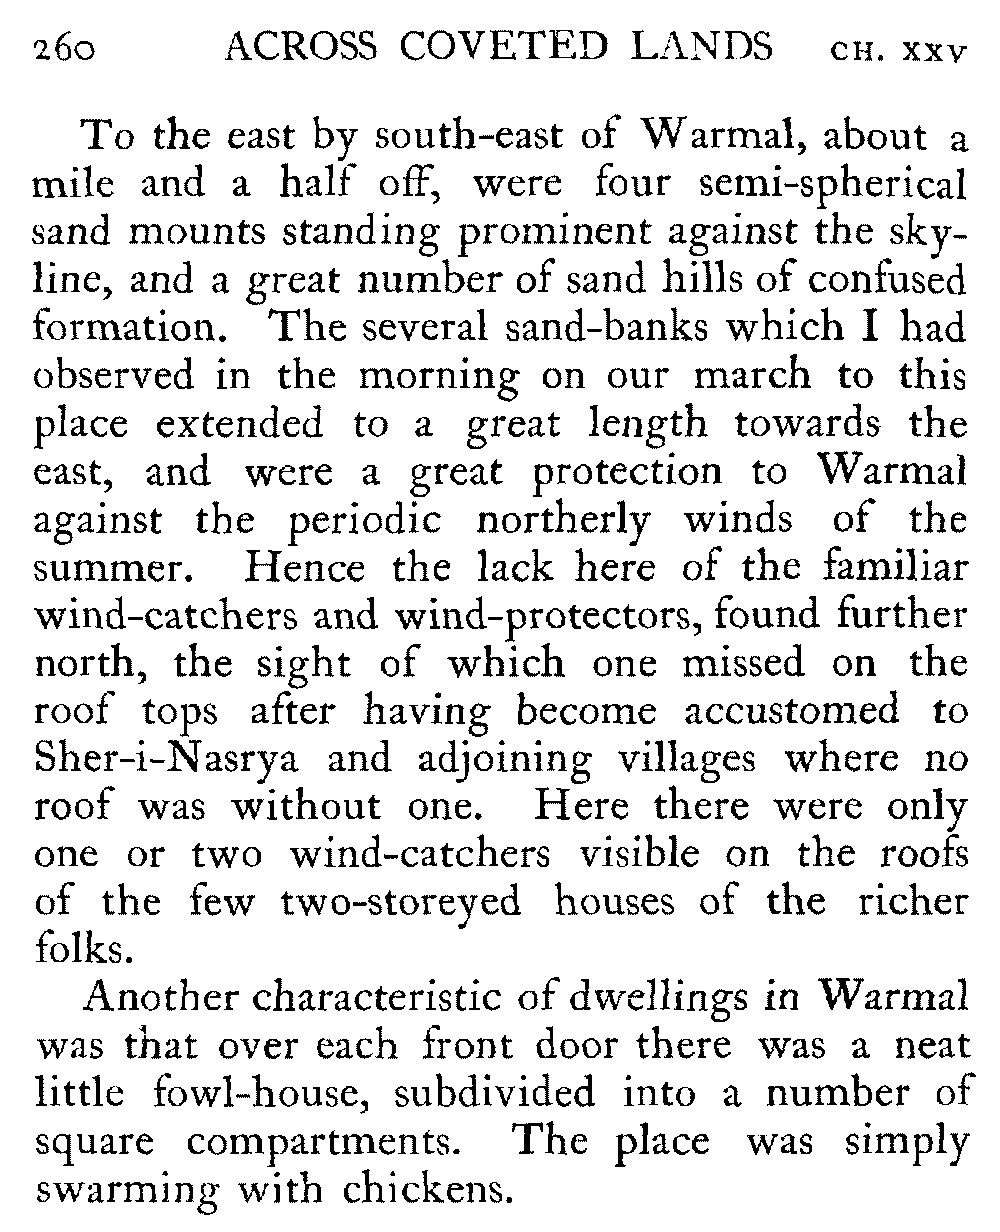 260 ACROSS COVETED LANDS CH. XXV
To the east by south-east of Warmal, about a
mile and a half off, were four semi-spherical
sand mounts standing prominent against the sky-
line, and a great number of sand hills of confused
formation. The several sand-banks which I had
observed in the morning on our march to this
place extended to a great length towards the
east, and were a great protection to Warmal
against the periodic northerly winds of the
summer. Hence the lack here of the familiar
wind-catchers and wind-protectors, found further
north, the sight of which one missed on the
roof tops after having become accustomed to
Sher-i-Nasrya and adjoining villages where no
roof was without one. Here there were only
one or two wind-catchers visible on the roofs
of the few two-storeyed houses of the richer
folks.
Another characteristic of dwellings in Warmal
was that over each front door there was a neat
little fowl-house, subdivided into a number of
square compartments. The place was simply
swarming with chickens.